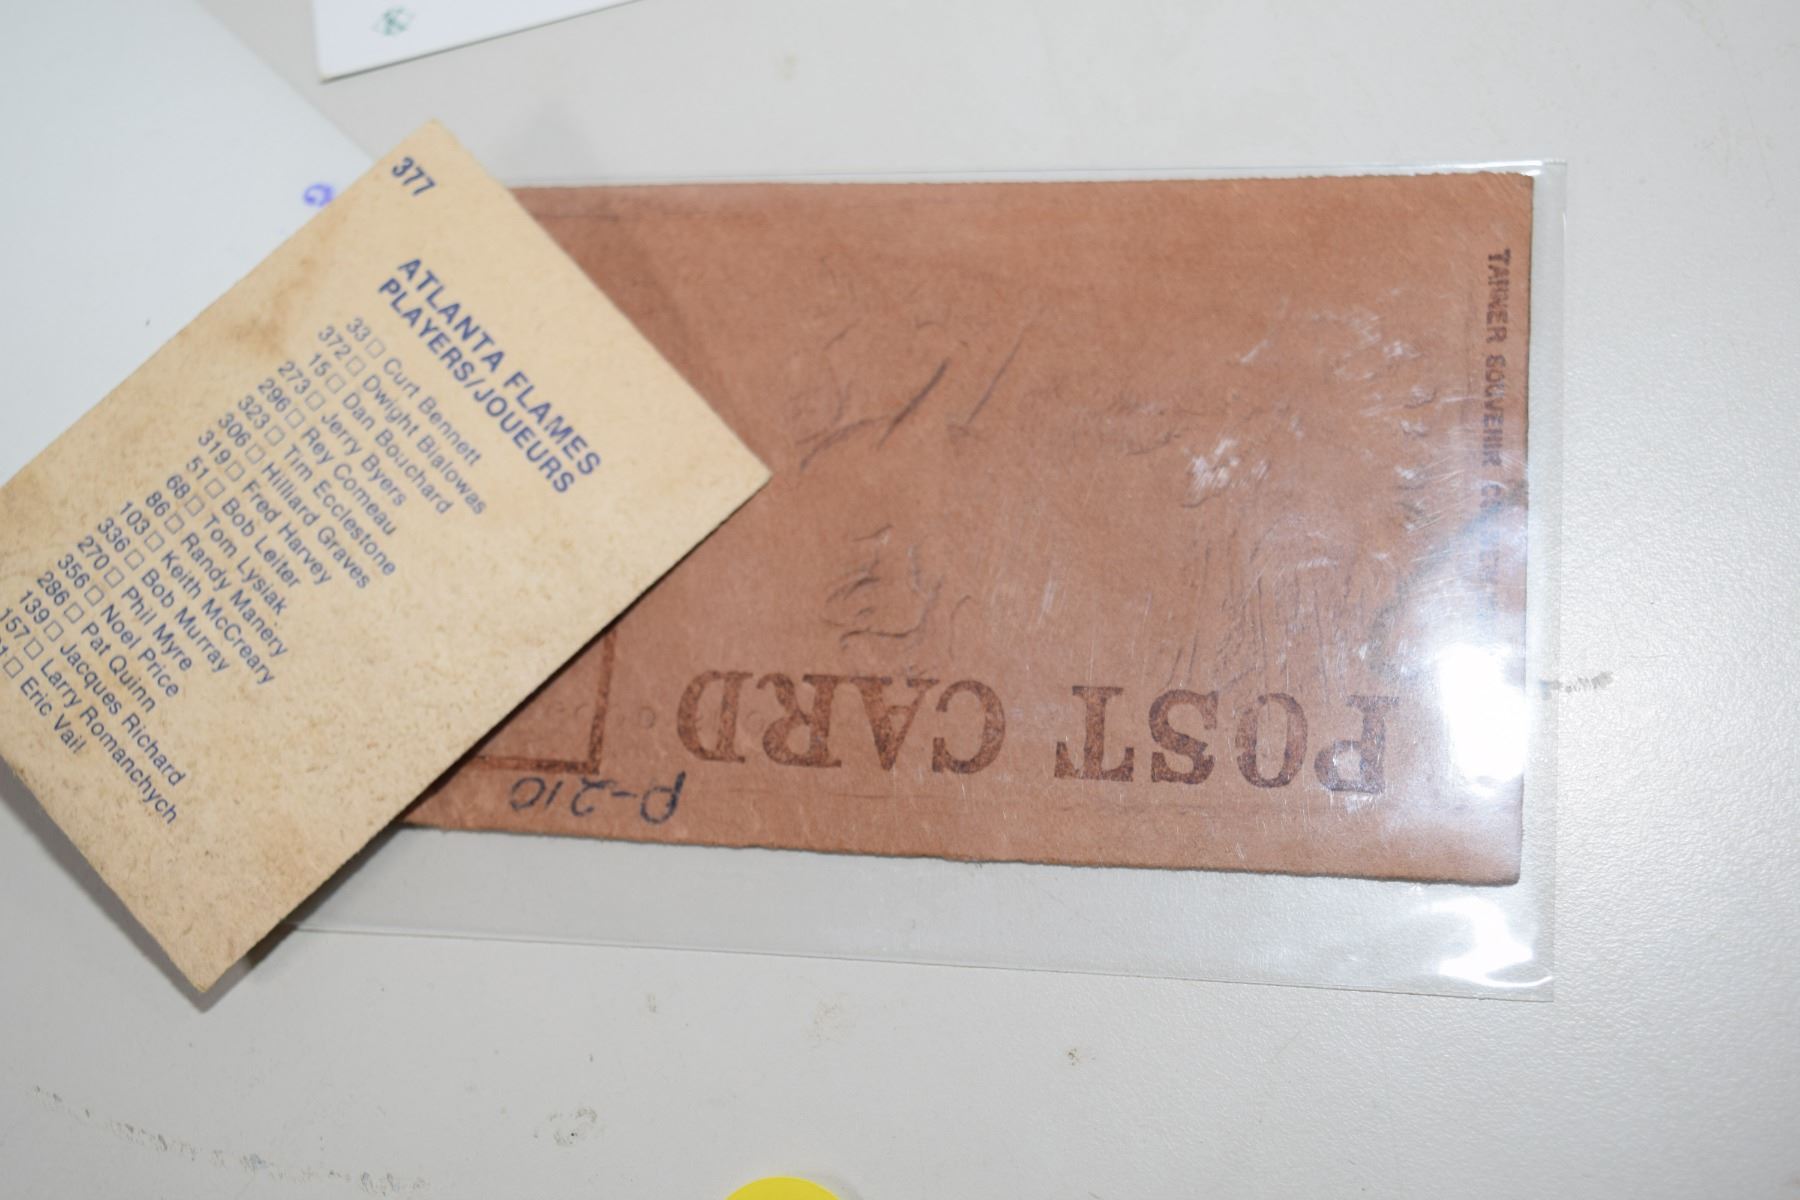 377
ATLANTA FLAMES
PLAYERS/JOUEURS
33 □ Curt Bennett
372 □ Dwight Bialowas
15 □ Dan Bouchard
273 □ Jerry Byers
296 □ Rey Comeau
323 □ Tim Ecclestone
306 □ Hilliard Graves
319 □ Fred Harvey
51 □ Bob Leiter
68 □ Tom Lysiak
86 □ Randy Manery
103 □ Keith McCreary
336 □ Bob Murray
270 □ Phil Myre
356 □ Noel Price
286 □ Pat Quinn
139 □ Jacques Richard
157 □ Larry Romanchych
□ Eric Vail
P-210
POST CARD
TANNER SOUVENIR